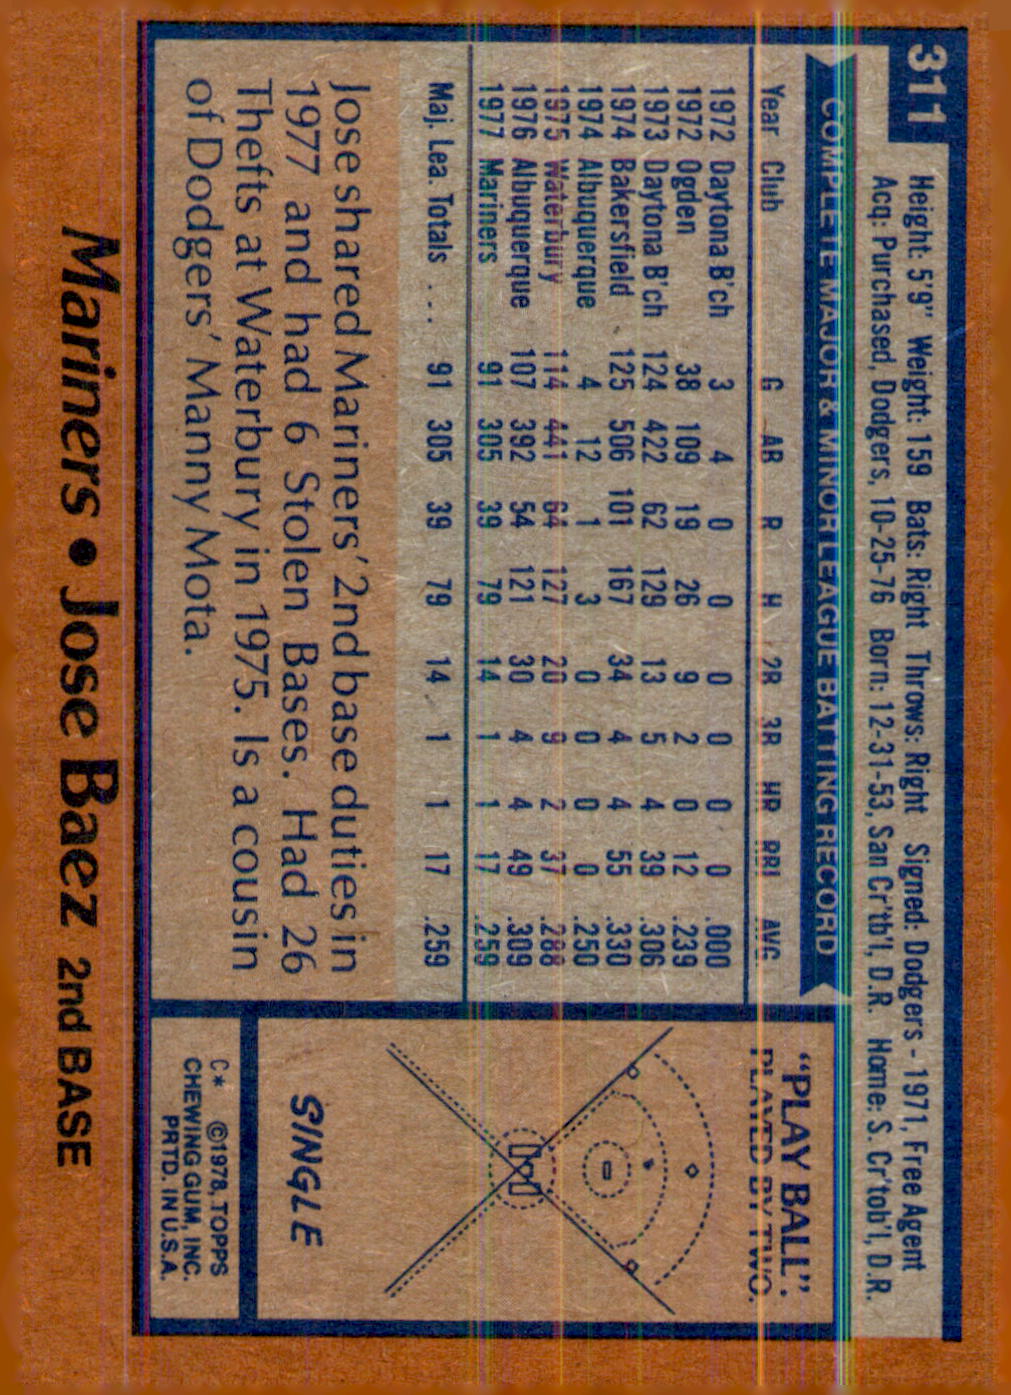 311
Height: 5'9" Weight: 159 Bats: Right Throws: Right Signed: Dodgers - 1971, Free Agent
Acq: Purchased, Dodgers, 10-25-76 Born: 12-31-53, San Cr'tb'l, D.R. Home: S. Cr'tob'l, D.R.
COMPLETE MAJOR & MINOR LEAGUE BATTING RECORD
Year Club G AB R H 2B 3B HR RBI AVG.
1972 Daytona B'ch 3 4 0 0 0 0 0 0 .000
1972 Ogden 38 109 19 26 9 2 0 12 .239
1973 Daytona B'ch 124 422 62 129 13 5 4 39 .306
1974 Bakersfield 125 506 101 167 34 4 4 55 .330
1974 Albuquerque 4 12 1 3 0 0 0 0 .250
1975 Waterbury 114 441 64 127 20 9 2 37 .288
1976 Albuquerque 107 392 54 121 30 4 4 49 .309
1977 Mariners 91 305 39 79 14 1 1 17 .259
Maj. Lea. Totals ... 91 305 39 79 14 1 1 17 .259
Jose shared Mariners' 2nd base duties in
1977 and had 6 Stolen Bases. Had 26
Thefts at Waterbury in 1975. Is a cousin
of Dodgers' Manny Mota.
"PLAY BALL":
PLAYED BY TWO.
SINGLE
C* ©1978, TOPPS
CHEWING GUM, INC.
PRTD. IN U.S.A.
Mariners • Jose Baez 2nd BASE